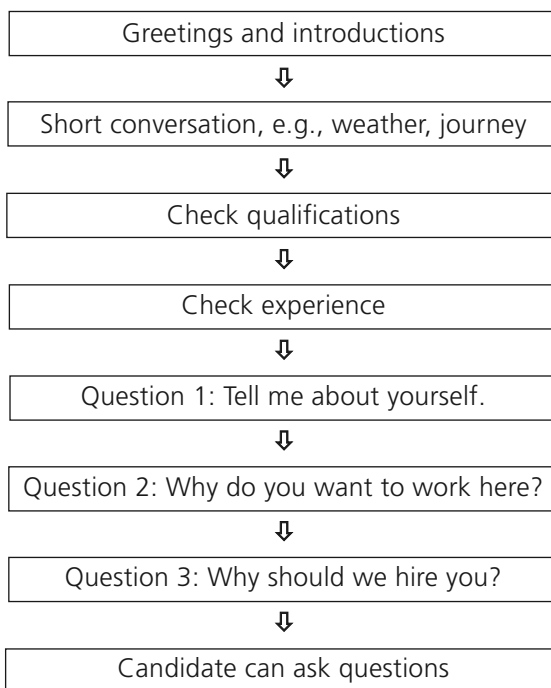 Greetings and introductions
⇩
Short conversation, e.g., weather, journey
⇩
Check qualifications
⇩
Check experience
⇩
Question 1: Tell me about yourself.
⇩
Question 2: Why do you want to work here?
⇩
Question 3: Why should we hire you?
⇩
Candidate can ask questions